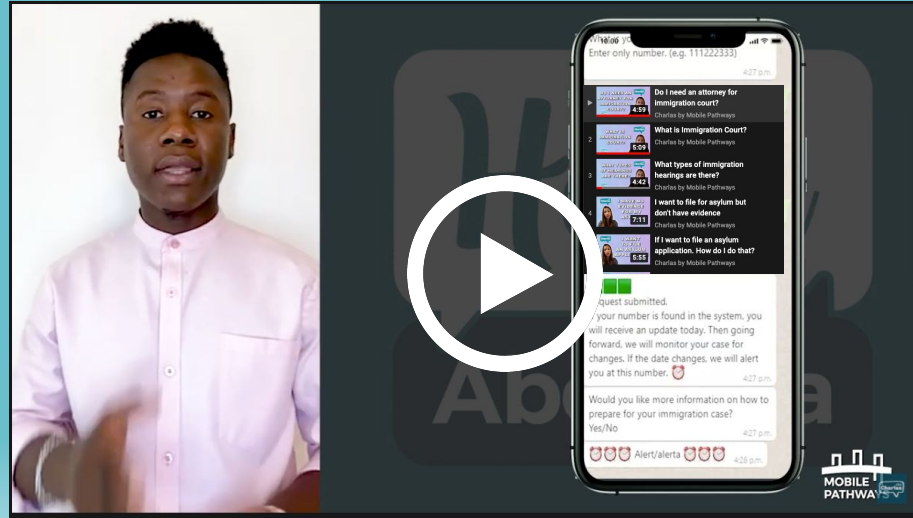 10:00
Enter only number. (e.g. 111222333)
4:27 p.m.
4:59
Do I need an attorney for
immigration court?
Charlas by Mobile Pathways
2
5:09
What is Immigration Court?
Charlas by Mobile Pathways
3
4:42
What types of immigration
hearings are there?
Charlas by Mobile Pathways
4
7:11
I want to file for asylum but
don't have evidence
Charlas by Mobile Pathways
5:55
If I want to file an asylum
application. How do I do that?
Charlas by Mobile Pathways
quest submitted.
your number is found in the system, you
will receive an update today. Then going
forward, we will monitor your case for
changes. If the date changes, we will alert
you at this number.
4:27 p.m.
Would you like more information on how to
prepare for your immigration case?
Yes/No
4:27 p.m.
Alert/alerta
4:25 p.m.
MOBILE
PATHWAYS